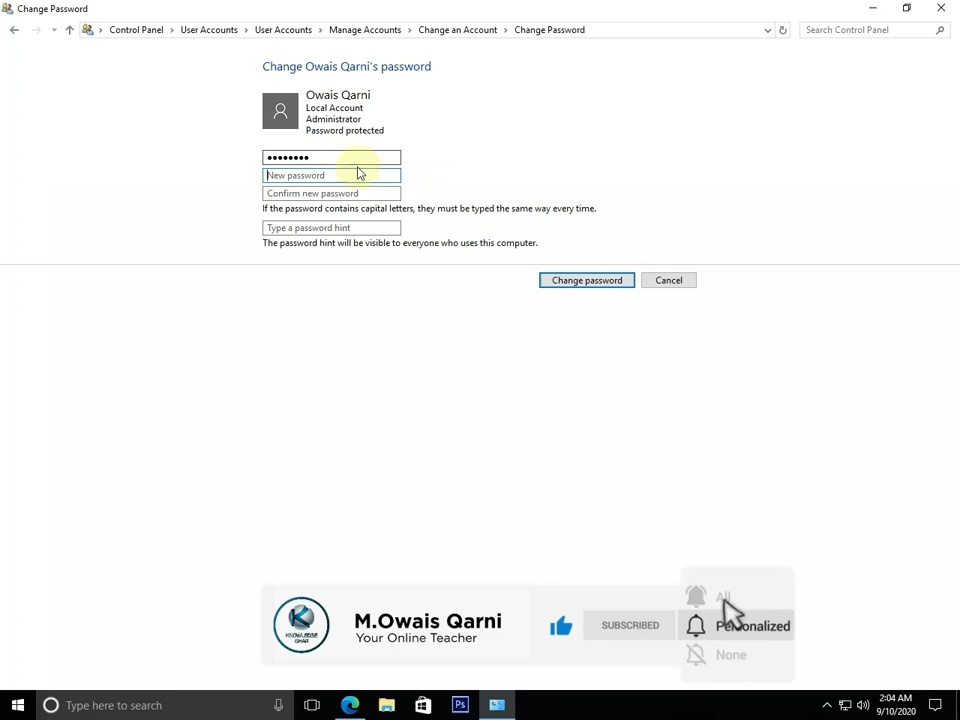 Change Password
Control Panel > User Accounts > User Accounts > Manage Accounts > Change an Account > Change Password
Search Control Panel
Change Owais Qarni's password
Owais Qarni
Local Account
Administrator
Password protected
New password
Confirm new password
If the password contains capital letters, they must be typed the same way every time.
Type a password hint
The password hint will be visible to everyone who uses this computer.
Change password
Cancel
All
KNOWLEDGE GHAR
M.Owais Qarni
Your Online Teacher
SUBSCRIBED
Personalized
None
Type here to search
Ps
2:04 AM
9/10/2020